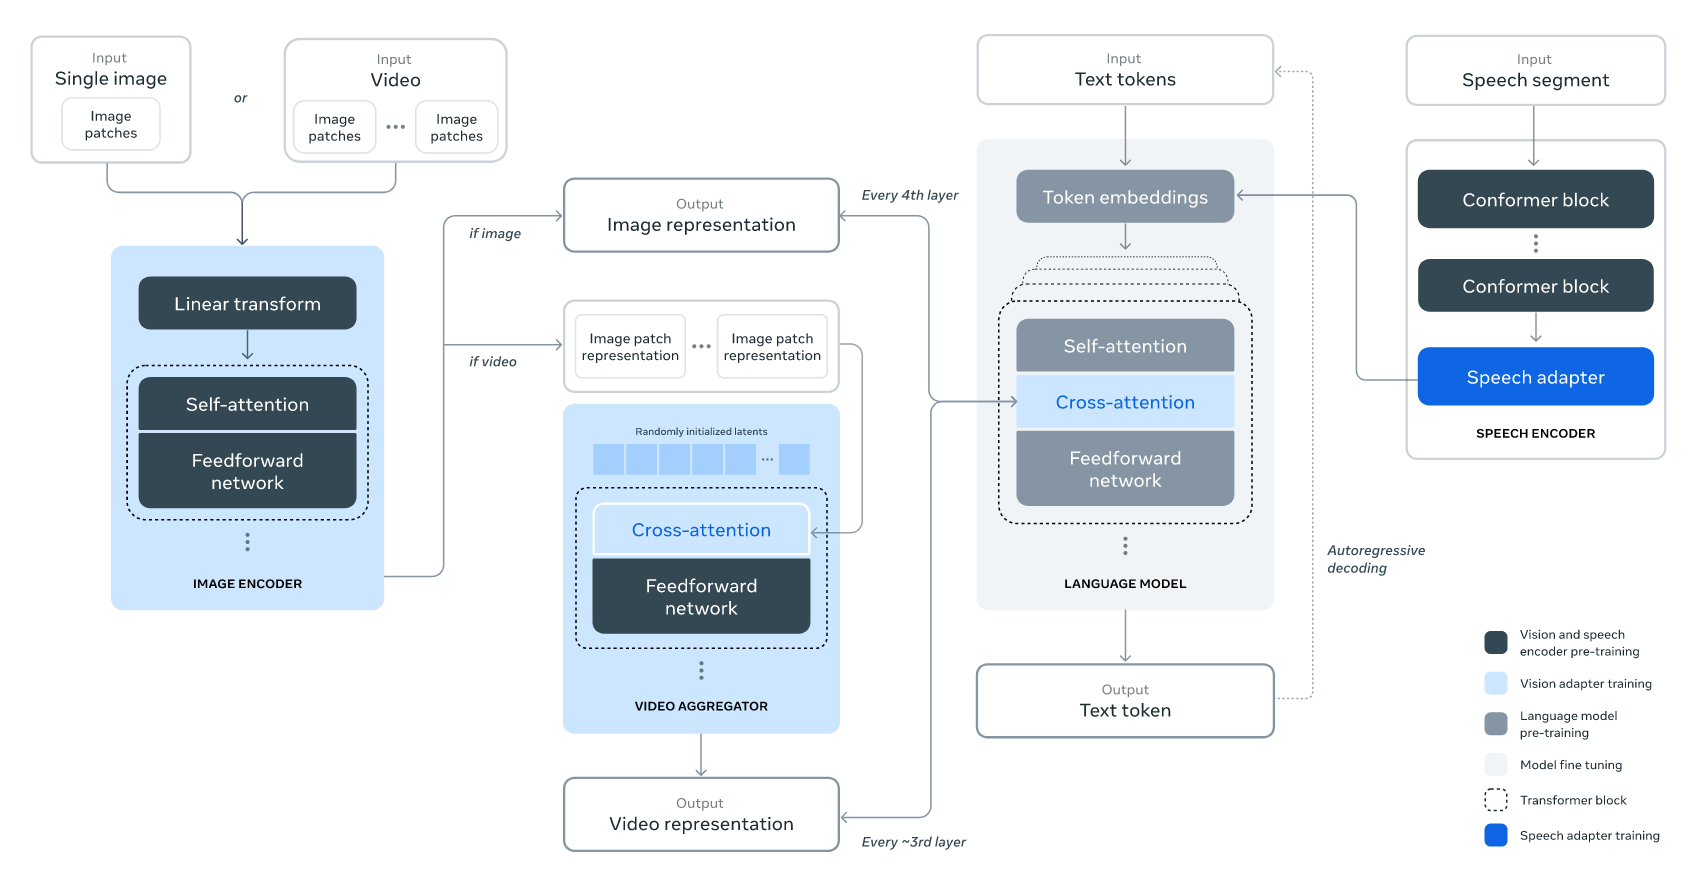 Input
Single image
Image
patches
or
Input
Video
Image
patches
...
Image
patches
Linear transform
Self-attention
Feedforward
network
IMAGE ENCODER
if image
if video
Output
Image representation
Image patch
representation
...
Image patch
representation
Randomly initialized latents
...
Cross-attention
Feedforward
network
VIDEO AGGREGATOR
Output
Video representation
Every 4th layer
Every ~3rd layer
Input
Text tokens
Token embeddings
Self-attention
Cross-attention
Feedforward
network
LANGUAGE MODEL
Output
Text token
Autoregressive
decoding
Input
Speech segment
Conformer block
Conformer block
Speech adapter
SPEECH ENCODER
Vision and speech
encoder pre-training
Vision adapter training
Language model
pre-training
Model fine tuning
Transformer block
Speech adapter training